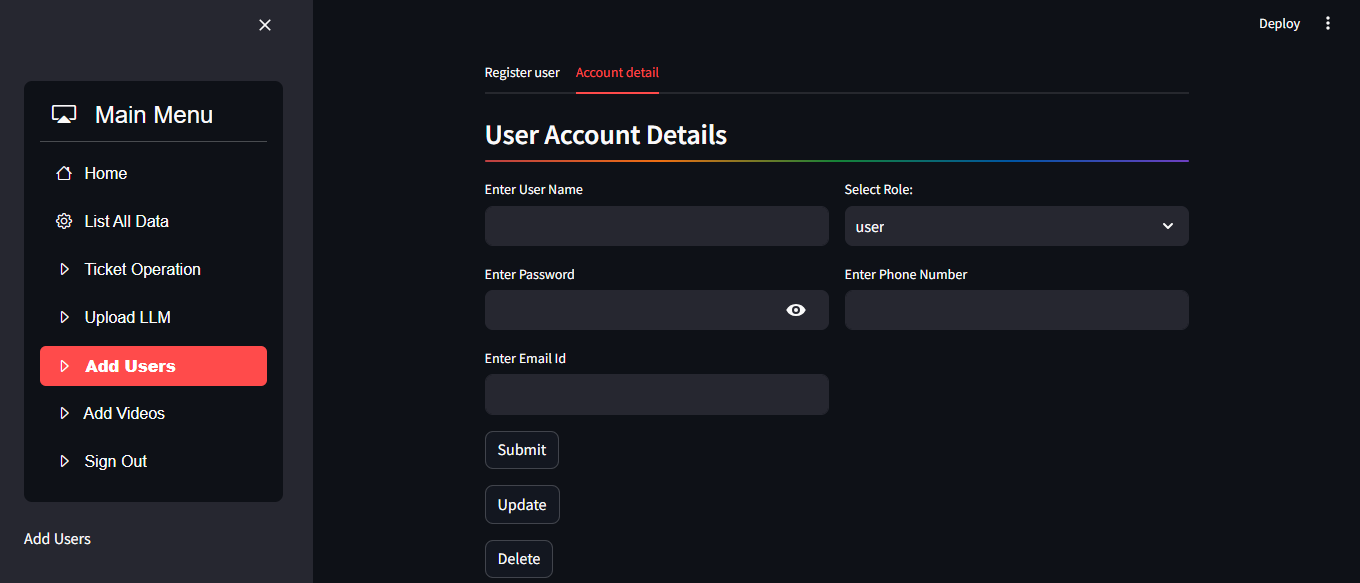 Deploy
Main Menu
Home
List All Data
Ticket Operation
Upload LLM
Add Users
Add Videos
Sign Out
Add Users
Register user Account detail
User Account Details
Enter User Name Select Role:
user
Enter Password Enter Phone Number
Enter Email Id
Submit
Update
Delete